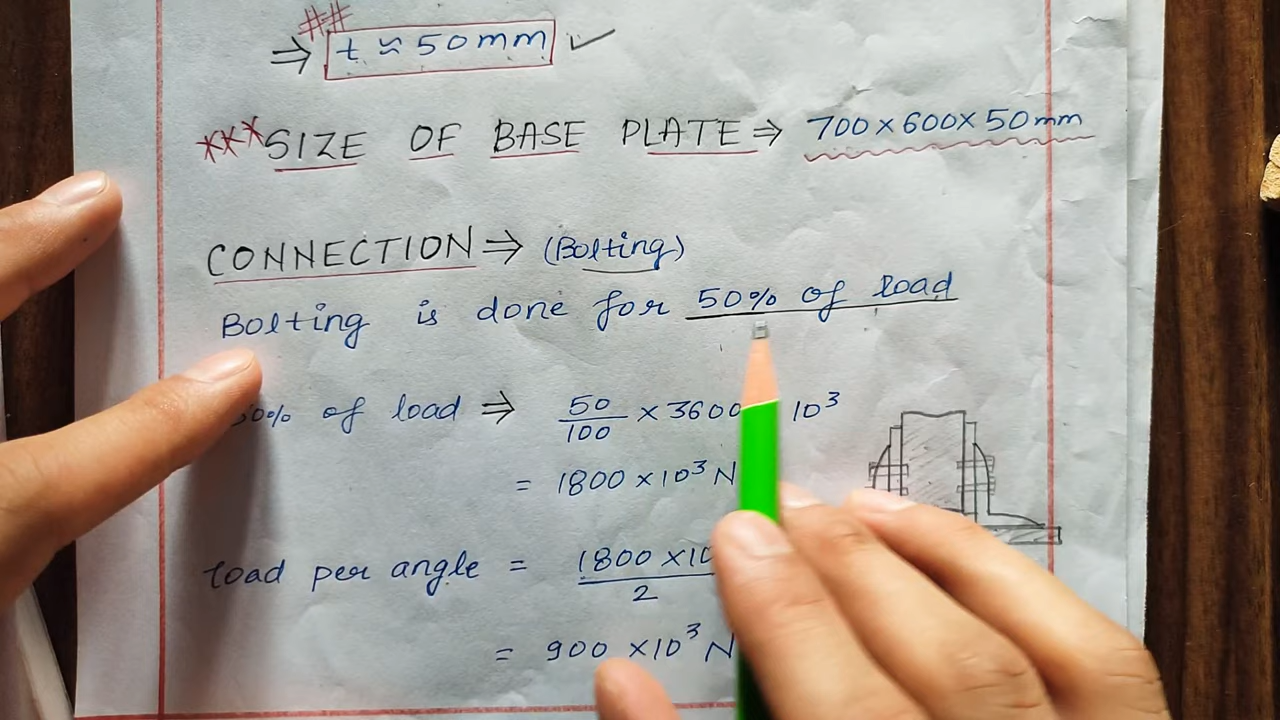 ##
⇒ t ≈ 50mm ✓
*** SIZE OF BASE PLATE ⇒ 700×600×50mm
CONNECTION ⇒ (Bolting)
Bolting is done for 50% of load
50% of load ⇒ 50/100 × 3600 10³
= 1800×10³ N
load per angle = 1800×10 / 2
= 900×10³ N